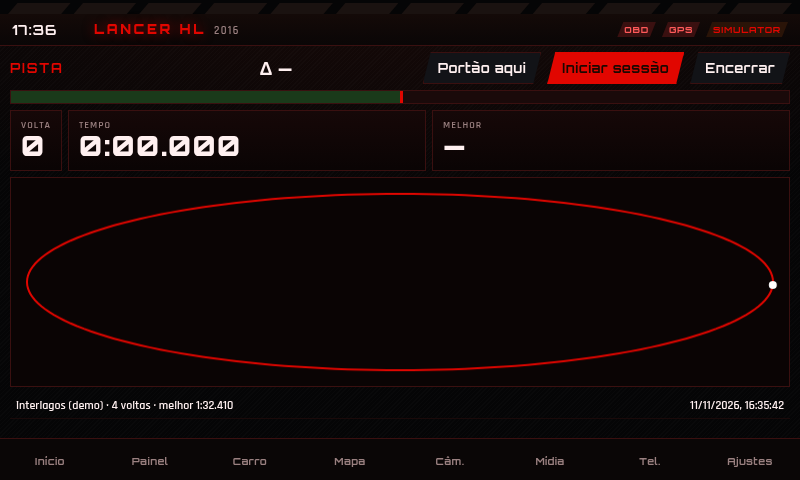 17:36 LANCER HL 2016 OBD GPS SIMULATOR
PISTA Δ — Portão aqui Iniciar sessão Encerrar
VOLTA TEMPO MELHOR
0 0:00.000 —
Interlagos (demo) · 4 voltas · melhor 1:32.410 11/11/2026, 16:35:42
Início Painel Carro Mapa Câm. Mídia Tel. Ajustes